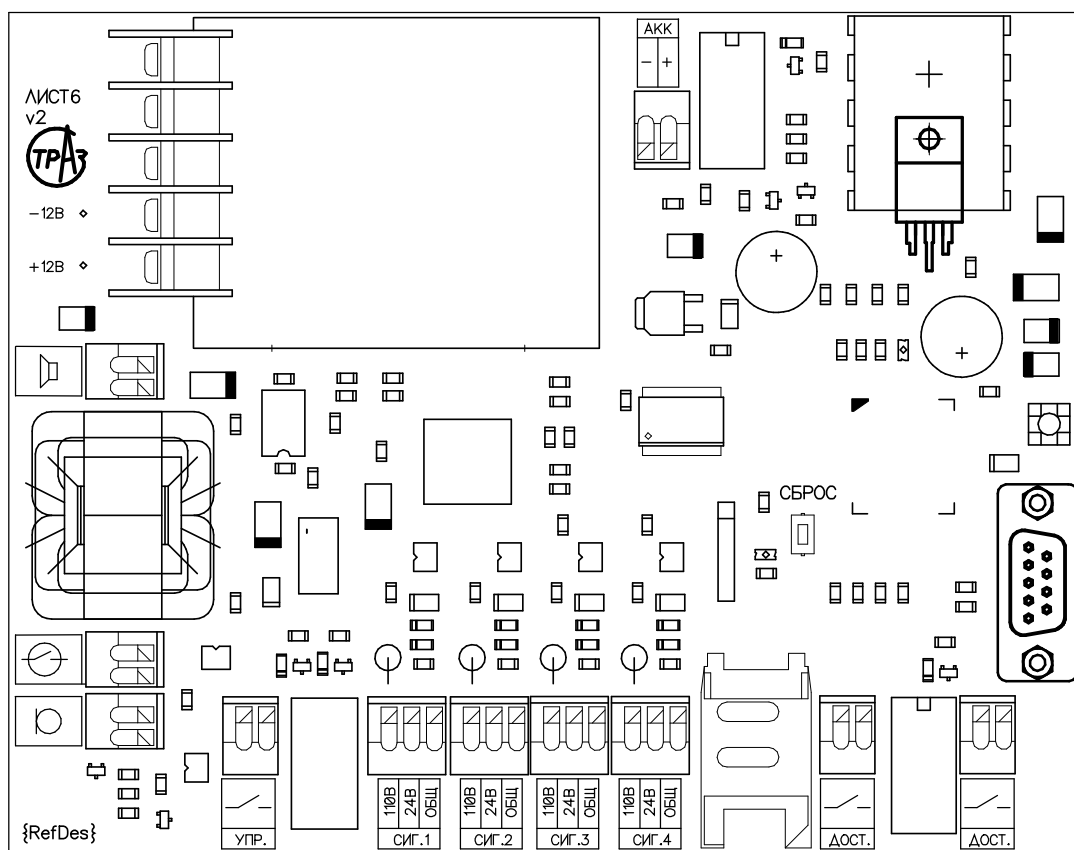 ЛИСТ6
v2
ТРАЗ
-12В
+12В
АКК
- +
СБРОС
110В 24В ОБЩ
110В 24В ОБЩ
110В 24В ОБЩ
110В 24В ОБЩ
{RefDes}
УПР.
СИГ.1
СИГ.2
СИГ.3
СИГ.4
ДОСТ.
ДОСТ.